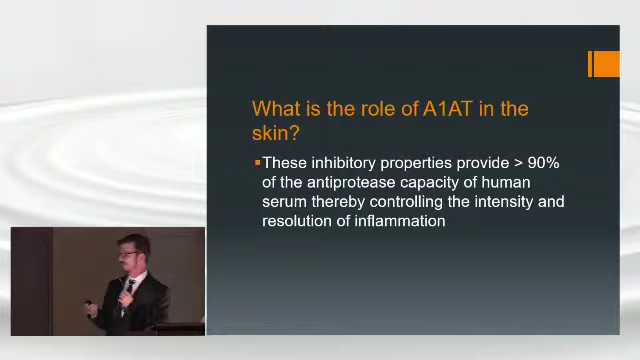 What is the role of A1AT in the
skin?
These inhibitory properties provide > 90%
of the antiprotease capacity of human
serum thereby controlling the intensity and
resolution of inflammation